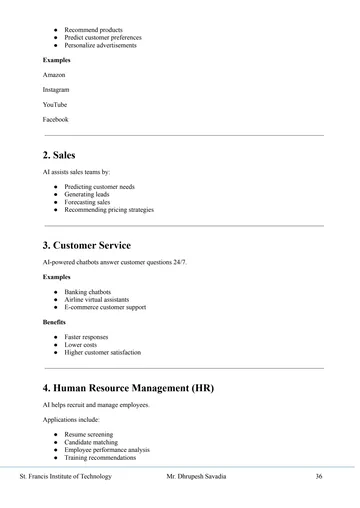 ● Recommend products
● Predict customer preferences
● Personalize advertisements
Examples
Amazon
Instagram
YouTube
Facebook
2. Sales
AI assists sales teams by:
● Predicting customer needs
● Generating leads
● Forecasting sales
● Recommending pricing strategies
3. Customer Service
AI-powered chatbots answer customer questions 24/7.
Examples
● Banking chatbots
● Airline virtual assistants
● E-commerce customer support
Benefits
● Faster responses
● Lower costs
● Higher customer satisfaction
4. Human Resource Management (HR)
AI helps recruit and manage employees.
Applications include:
● Resume screening
● Candidate matching
● Employee performance analysis
● Training recommendations
St. Francis Institute of Technology Mr. Dhrupesh Savadia 36